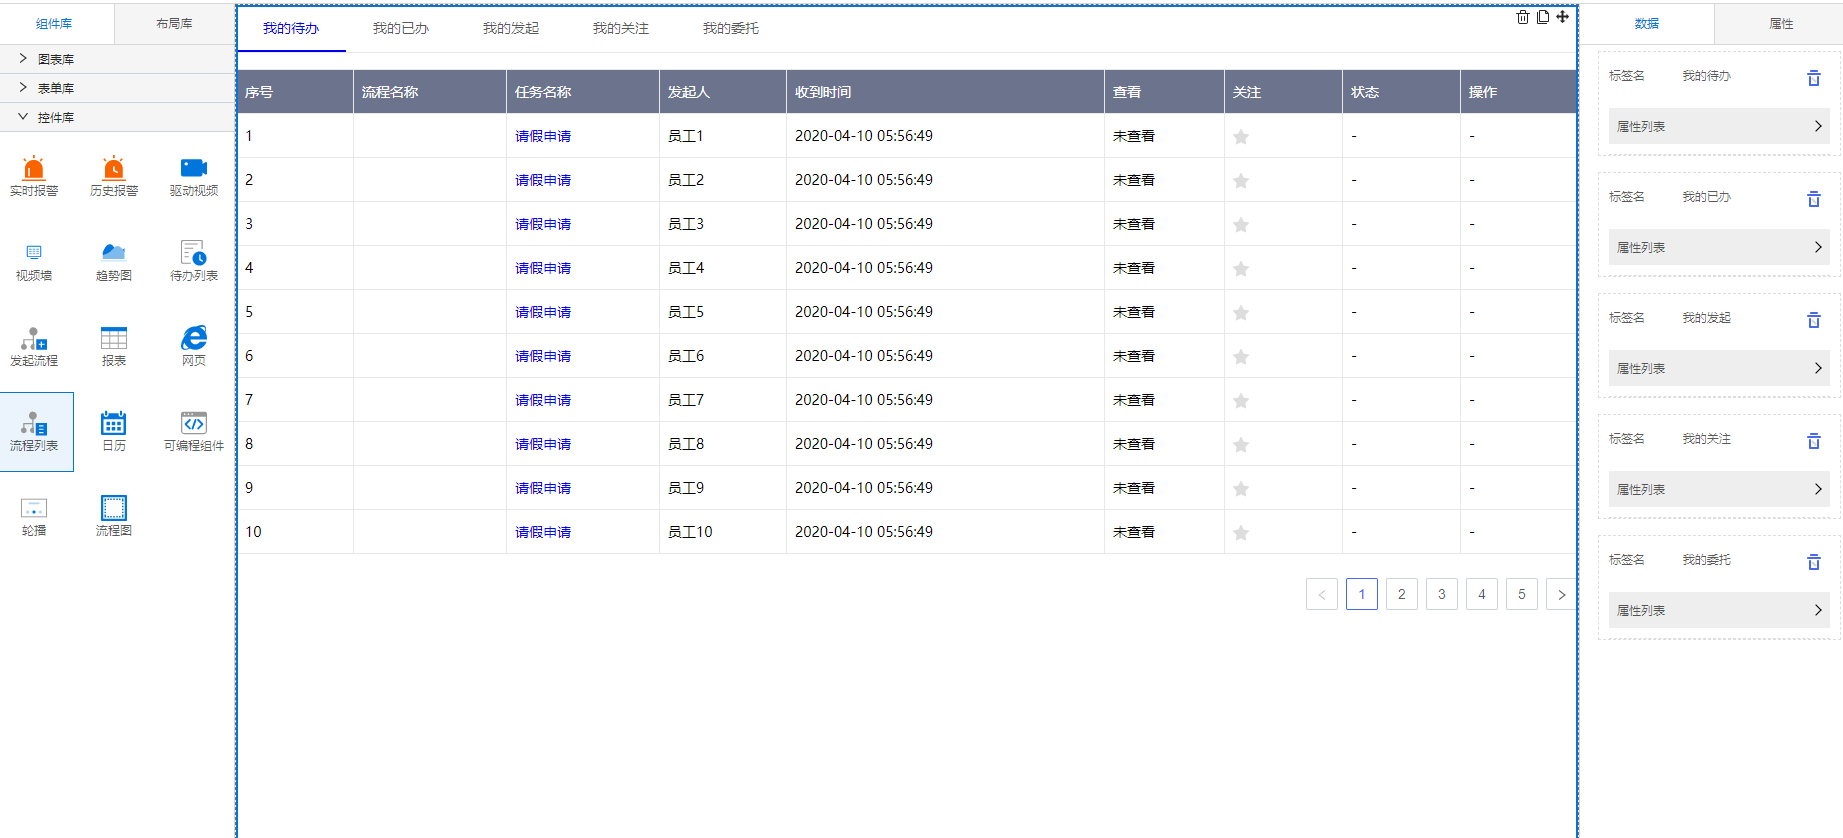 组件库 布局库
图表库
表单库
控件库
实时报警 历史报警 驱动视频
视频墙 趋势图 待办列表
发起流程 报表 网页
流程列表 日历 可编程组件
轮播 流程图
我的待办 我的已办 我的发起 我的关注 我的委托
序号 流程名称 任务名称 发起人 收到时间 查看 关注 状态 操作
1 请假申请 员工1 2020-04-10 05:56:49 未查看 - -
2 请假申请 员工2 2020-04-10 05:56:49 未查看 - -
3 请假申请 员工3 2020-04-10 05:56:49 未查看 - -
4 请假申请 员工4 2020-04-10 05:56:49 未查看 - -
5 请假申请 员工5 2020-04-10 05:56:49 未查看 - -
6 请假申请 员工6 2020-04-10 05:56:49 未查看 - -
7 请假申请 员工7 2020-04-10 05:56:49 未查看 - -
8 请假申请 员工8 2020-04-10 05:56:49 未查看 - -
9 请假申请 员工9 2020-04-10 05:56:49 未查看 - -
10 请假申请 员工10 2020-04-10 05:56:49 未查看 - -
< 1 2 3 4 5 >
数据 属性
标签名 我的待办
属性列表
标签名 我的已办
属性列表
标签名 我的发起
属性列表
标签名 我的关注
属性列表
标签名 我的委托
属性列表